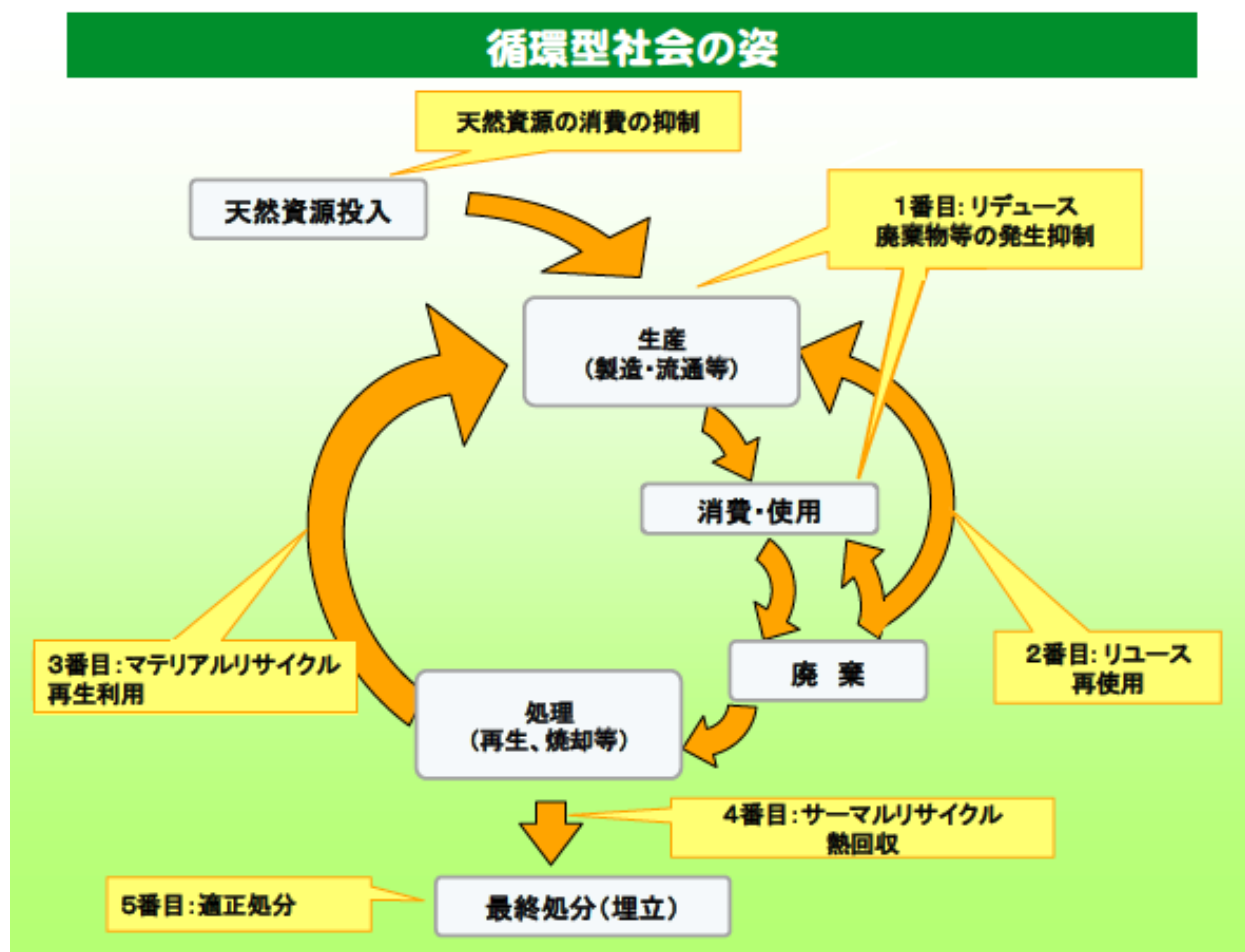 循環型社会の姿
天然資源の消費の抑制
天然資源投入
1番目：リデュース
廃棄物等の発生抑制
生産
（製造・流通等）
消費・使用
3番目：マテリアルリサイクル
再生利用
廃　棄
2番目：リユース
再使用
処理
（再生、焼却等）
4番目：サーマルリサイクル
熱回収
5番目：適正処分
最終処分（埋立）